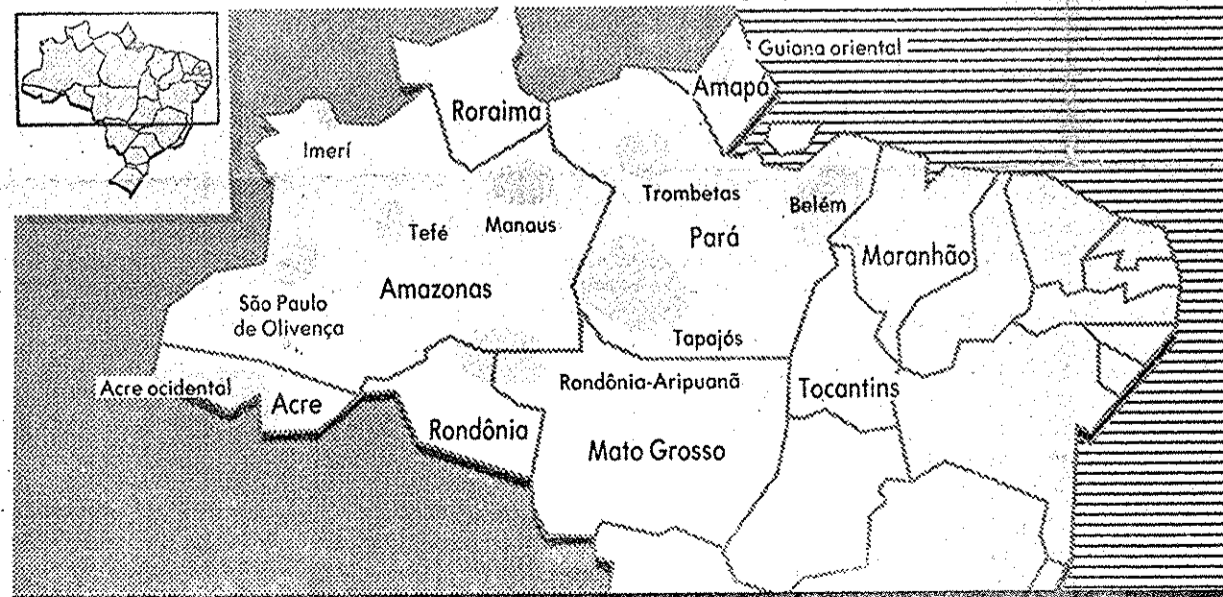 Guiana oriental
Amapá
Roraima
Imerí
Trombetas
Belém
Tefé
Manaus
Pará
Maranhão
Amazonas
São Paulo
de Olivença
Tapajós
Acre ocidental
Acre
Rondônia-Aripuanã
Tocantins
Rondônia
Mato Grosso